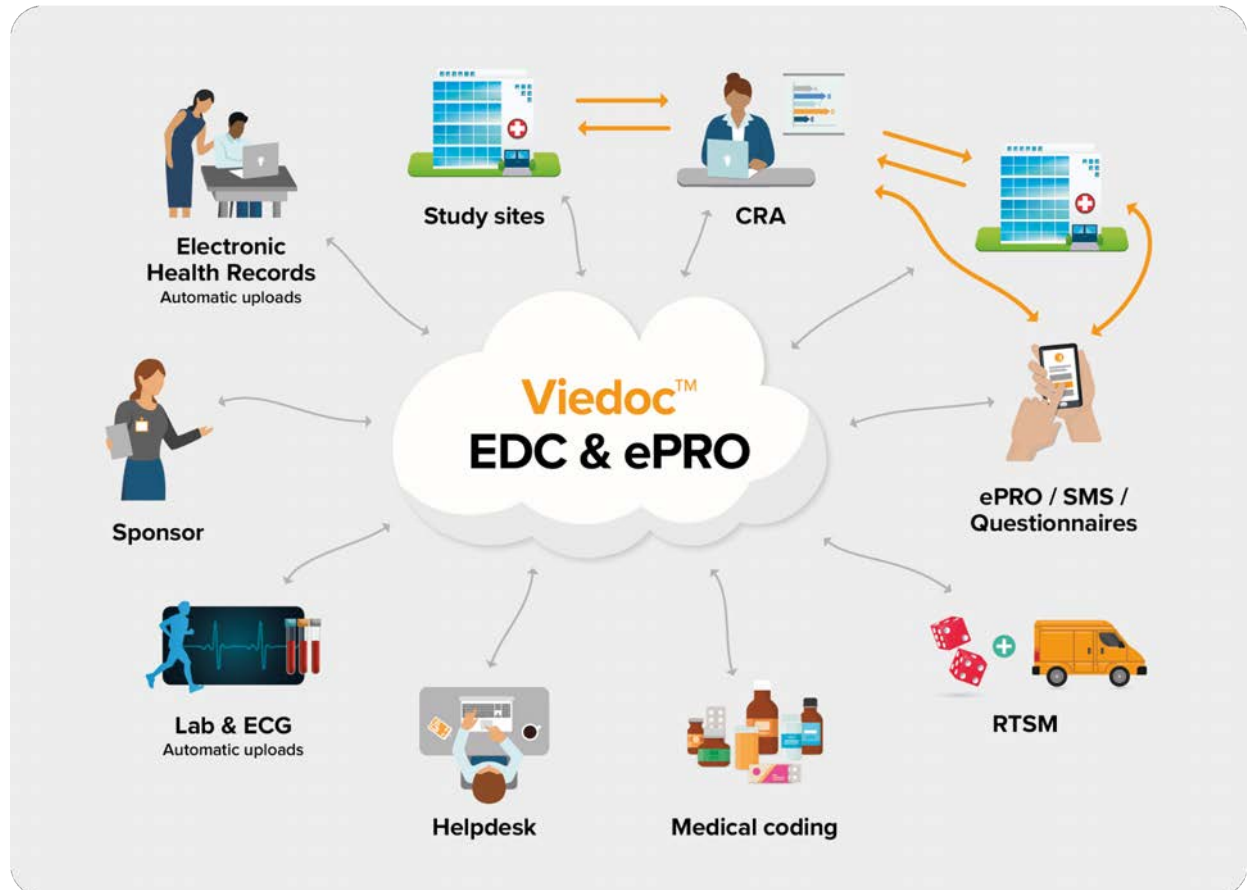 Study sites
CRA
Electronic
Health Records
Automatic uploads
Viedoc™
EDC & ePRO
ePRO / SMS /
Questionnaires
Sponsor
Lab & ECG
Automatic uploads
RTSM
Helpdesk
Medical coding